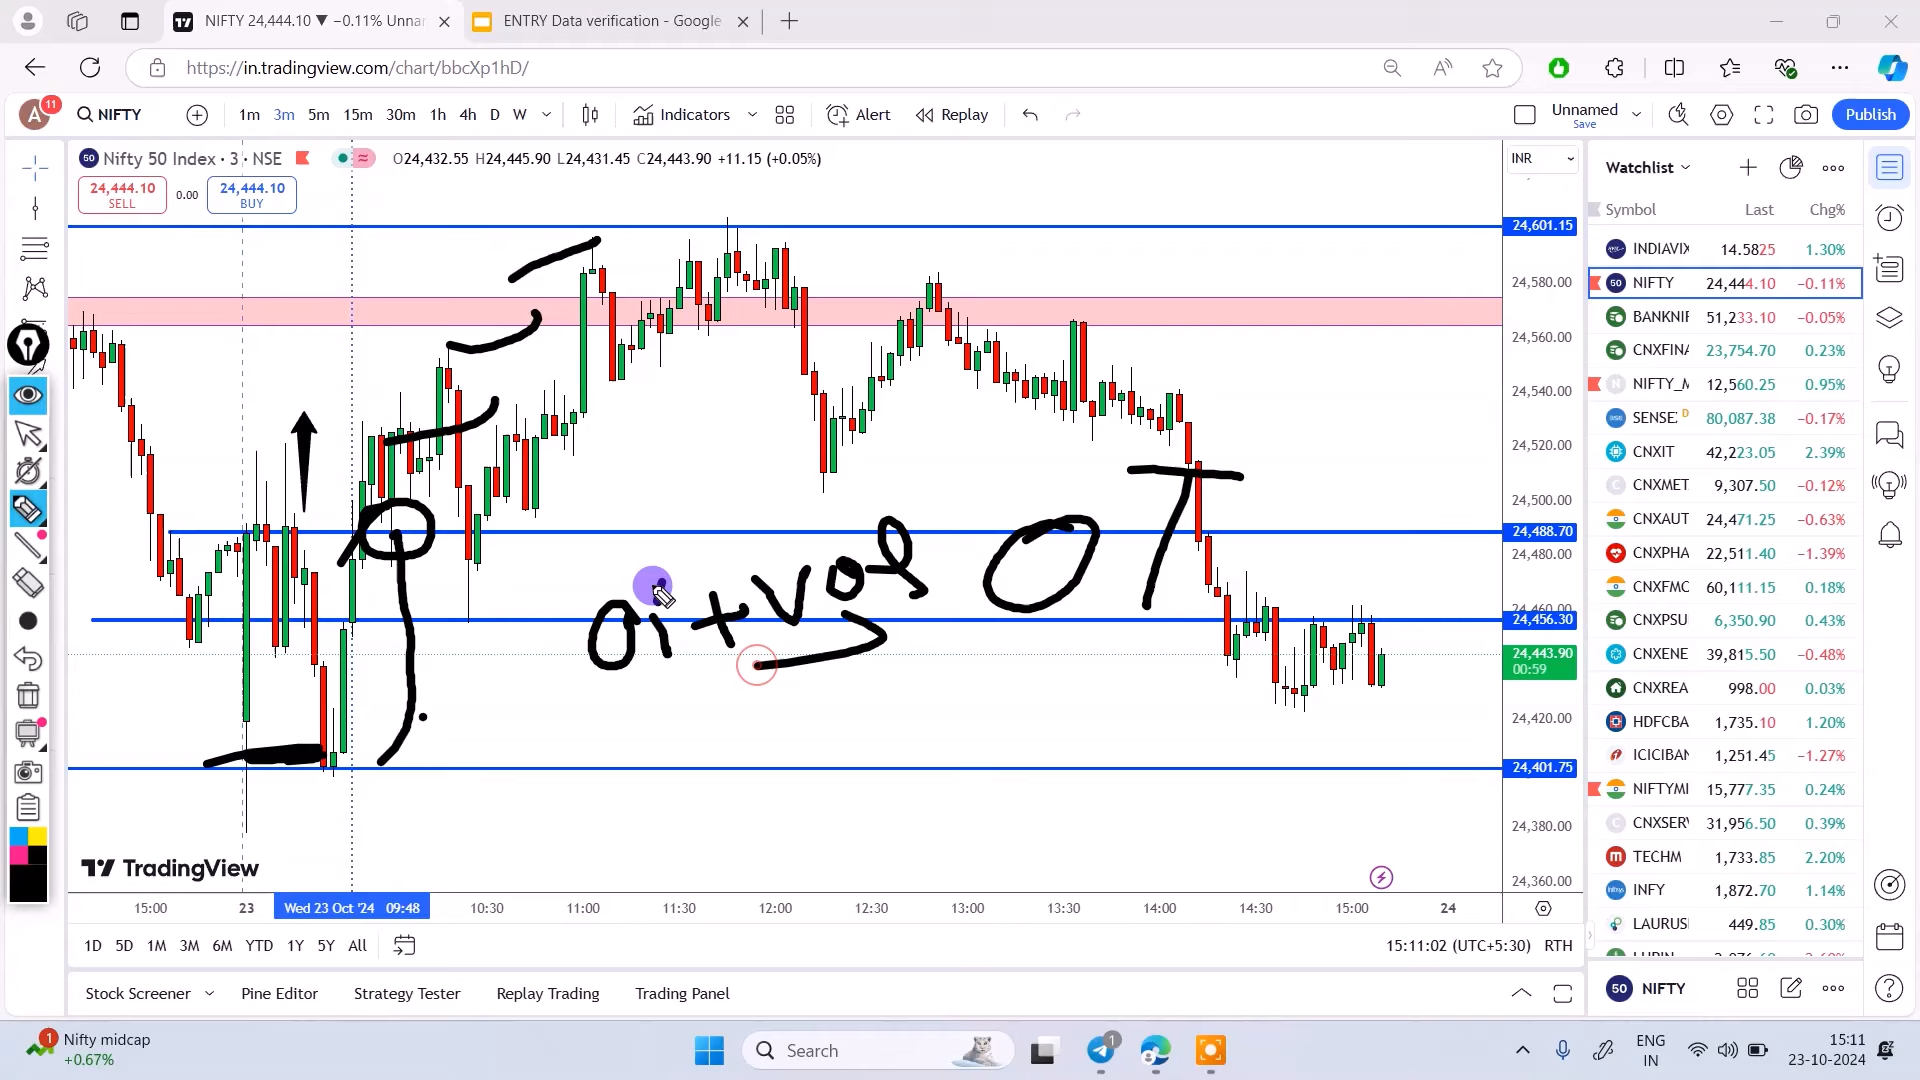 NIFTY 24,444.10 ▼ −0.11% Unnar
ENTRY Data verification - Google
https://in.tradingview.com/chart/bbcXp1hD/
A 11 NIFTY 1m 3m 5m 15m 30m 1h 4h D W Indicators Alert Replay Unnamed Save Publish
50 Nifty 50 Index · 3 · NSE O24,432.55 H24,445.90 L24,431.45 C24,443.90 +11.15 (+0.05%)
24,444.10 SELL 0.00 24,444.10 BUY
INR
24,601.15
24,580.00
24,560.00
24,540.00
24,520.00
24,500.00
24,488.70
24,480.00
24,460.00
24,456.30
24,443.90
00:59
24,420.00
24,401.75
24,380.00
24,360.00
oi + vol OT
TradingView
15:00 23 Wed 23 Oct '24 09:48 10:30 11:00 11:30 12:00 12:30 13:00 13:30 14:00 14:30 15:00 24
1D 5D 1M 3M 6M YTD 1Y 5Y All 15:11:02 (UTC+5:30) RTH
Stock Screener Pine Editor Strategy Tester Replay Trading Trading Panel
Watchlist
Symbol Last Chg%
INDIAVIX 14.5825 1.30%
50 NIFTY 24,444.10 −0.11%
BANKNIF 51,233.10 −0.05%
CNXFINA 23,754.70 0.23%
N NIFTY_M 12,560.25 0.95%
SENSEX D 80,087.38 −0.17%
CNXIT 42,223.05 2.39%
C CNXMET 9,307.50 −0.12%
CNXAUT 24,471.25 −0.63%
CNXPHA 22,511.40 −1.39%
CNXFMC 60,111.15 0.18%
CNXPSU 6,350.90 0.43%
CNXENE 39,815.50 −0.48%
CNXREA 998.00 0.03%
HDFCBA 1,735.10 1.20%
ICICIBAN 1,251.45 −1.27%
NIFTYMI 15,777.35 0.24%
C CNXSERV 31,956.50 0.39%
TECHM 1,733.85 2.20%
INFY 1,872.70 1.14%
LAURUS 449.85 0.30%
50 NIFTY
1 Nifty midcap
+0.67%
Search
1
ENG
IN
15:11
23-10-2024